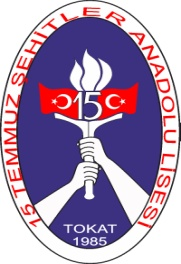 15 TEMMUZ ŞEHİTLER ANADOLU LİSESİ
15
TOKAT
1985